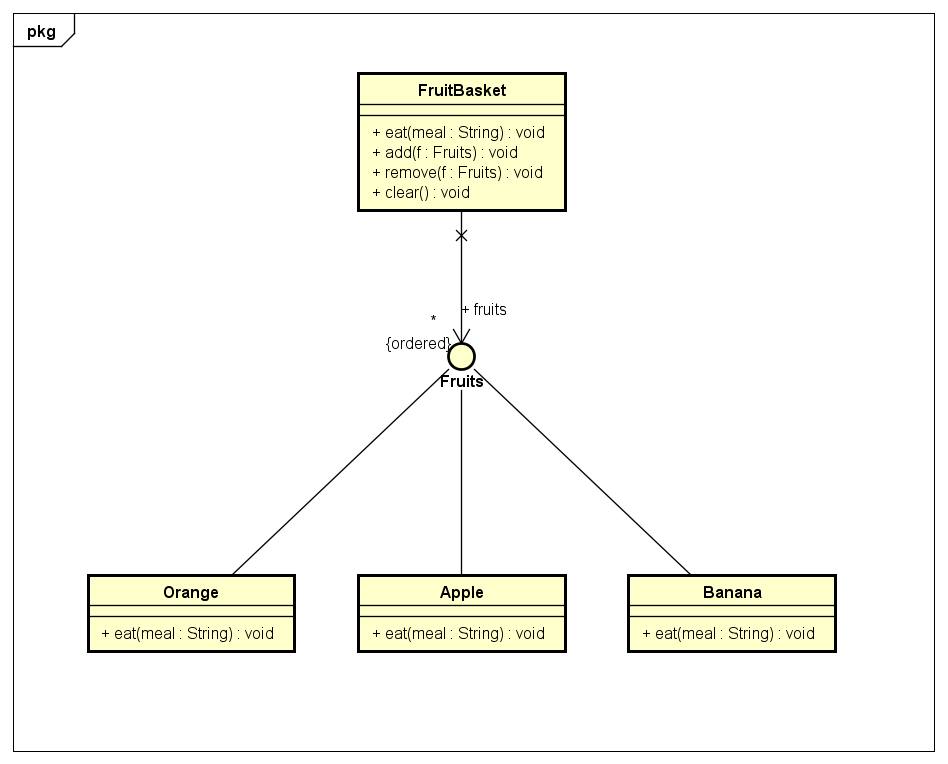 pkg
FruitBasket
+ eat(meal : String) : void
+ add(f : Fruits) : void
+ remove(f : Fruits) : void
+ clear() : void
+ fruits
*
{ordered}
Fruits
Orange
+ eat(meal : String) : void
Apple
+ eat(meal : String) : void
Banana
+ eat(meal : String) : void